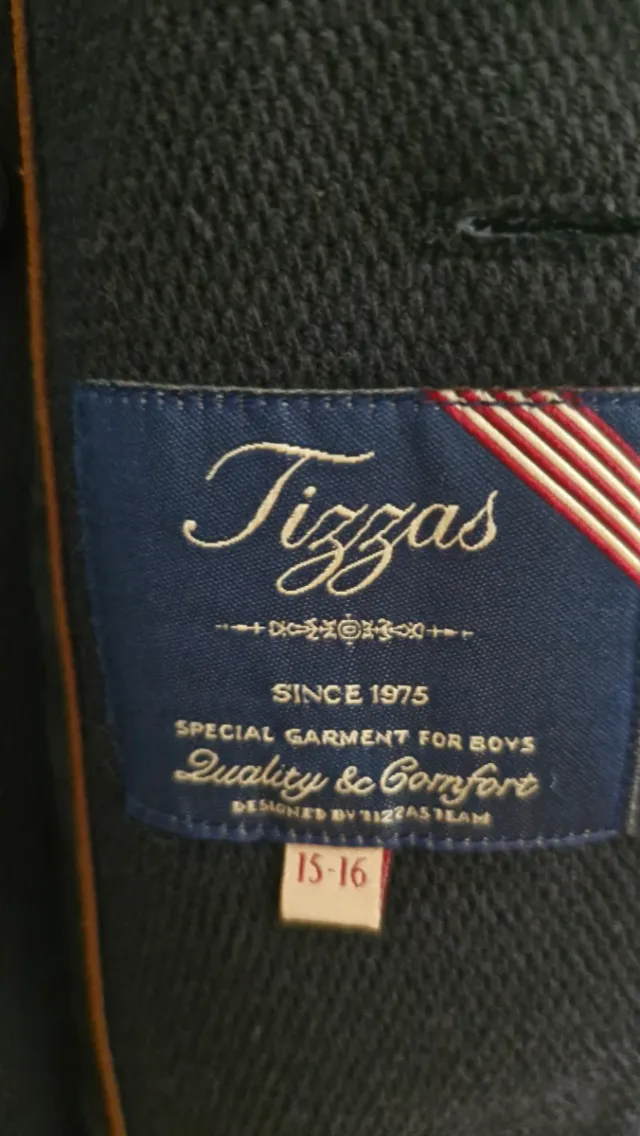 Tizzas
SINCE 1975
SPECIAL GARMENT FOR BOYS
Quality & Comfort
DESIGNED BY TIZZAS TEAM
15-16